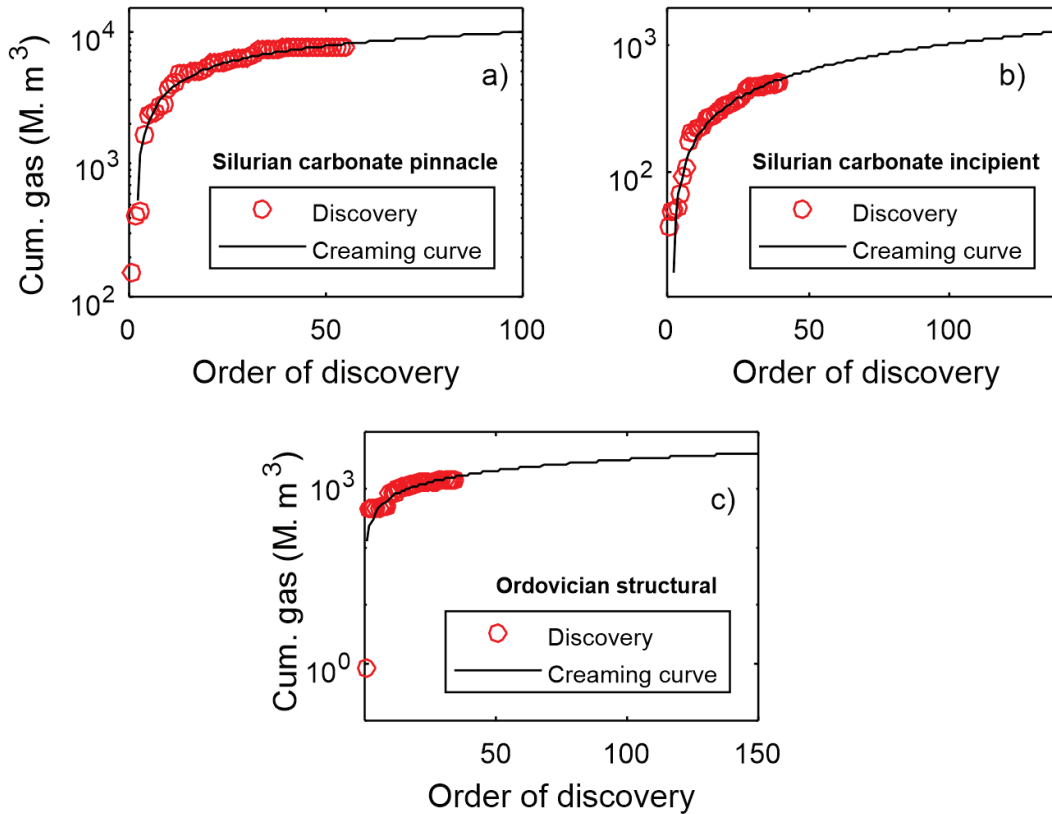 10^4
10^3
10^2
Cum. gas (M. m^3)
a)
Silurian carbonate pinnacle
Discovery
Creaming curve
0
50
100
Order of discovery
10^3
10^2
b)
Silurian carbonate incipient
Discovery
Creaming curve
0
50
100
Order of discovery
10^3
10^0
Cum. gas (M. m^3)
c)
Ordovician structural
Discovery
Creaming curve
50
100
150
Order of discovery